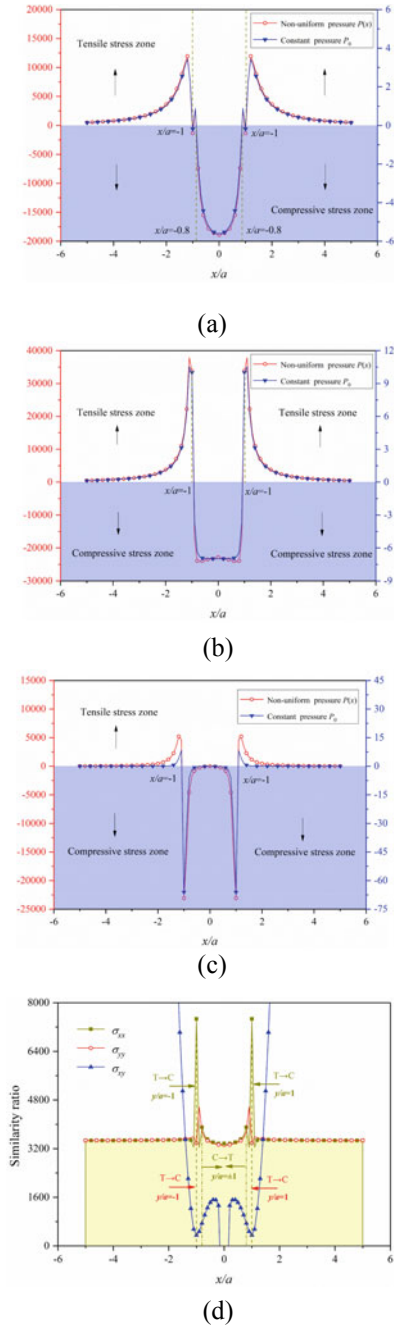 20000
15000
10000
5000
0
-5000
-10000
-15000
-20000
6
5
4
3
2
1
0
-1
-2
-3
-4
-5
-6
Tensile stress zone
Non-uniform pressure P(x)
Constant pressure P₀
x/a=-1
x/a=-1
Compressive stress zone
x/a=-0.8
x/a=-0.8
-6 -4 -2 0 2 4 6
x/a
(a)
40000
30000
20000
10000
0
-10000
-20000
-30000
12
9
6
3
0
-3
-6
-9
Non-uniform pressure P(x)
Constant pressure P₀
Tensile stress zone Tensile stress zone
x/a=-1
x/a=-1
Compressive stress zone Compressive stress zone
-6 -4 -2 0 2 4 6
x/a
(b)
15000
10000
5000
0
-5000
-10000
-15000
-20000
-25000
45
30
15
0
-15
-30
-45
-60
-75
Non-uniform pressure P(x)
Constant pressure P₀
Tensile stress zone
x/a=-1
x/a=-1
Compressive stress zone Compressive stress zone
-6 -4 -2 0 2 4 6
x/a
(c)
8000
6400
4800
3200
1600
0
Similarity ratio
σxx
σyy
σxy
T→C
y/a=-1
T→C
y/a=1
C→T
y/a=±1
T→C
y/a=-1
T→C
y/a=1
-6 -4 -2 0 2 4 6
x/a
(d)